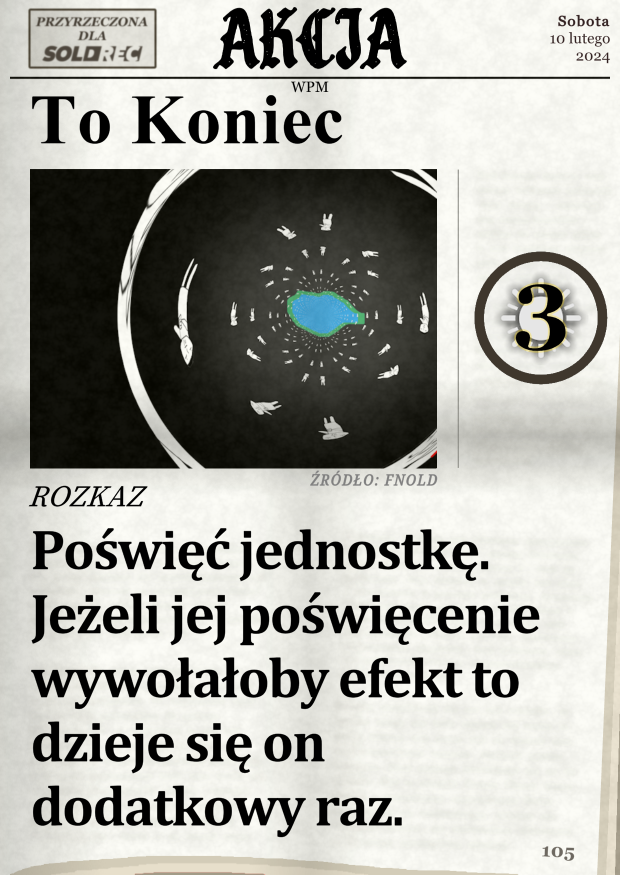 PRZYRZECZONA
DLA
SOLDREC
AKCJA
Sobota
10 lutego
2024
WPM
To Koniec
3
ŹRÓDŁO: FNOLD
ROZKAZ
Poświęć jednostkę.
Jeżeli jej poświęcenie
wywołałoby efekt to
dzieje się on
dodatkowy raz.
105